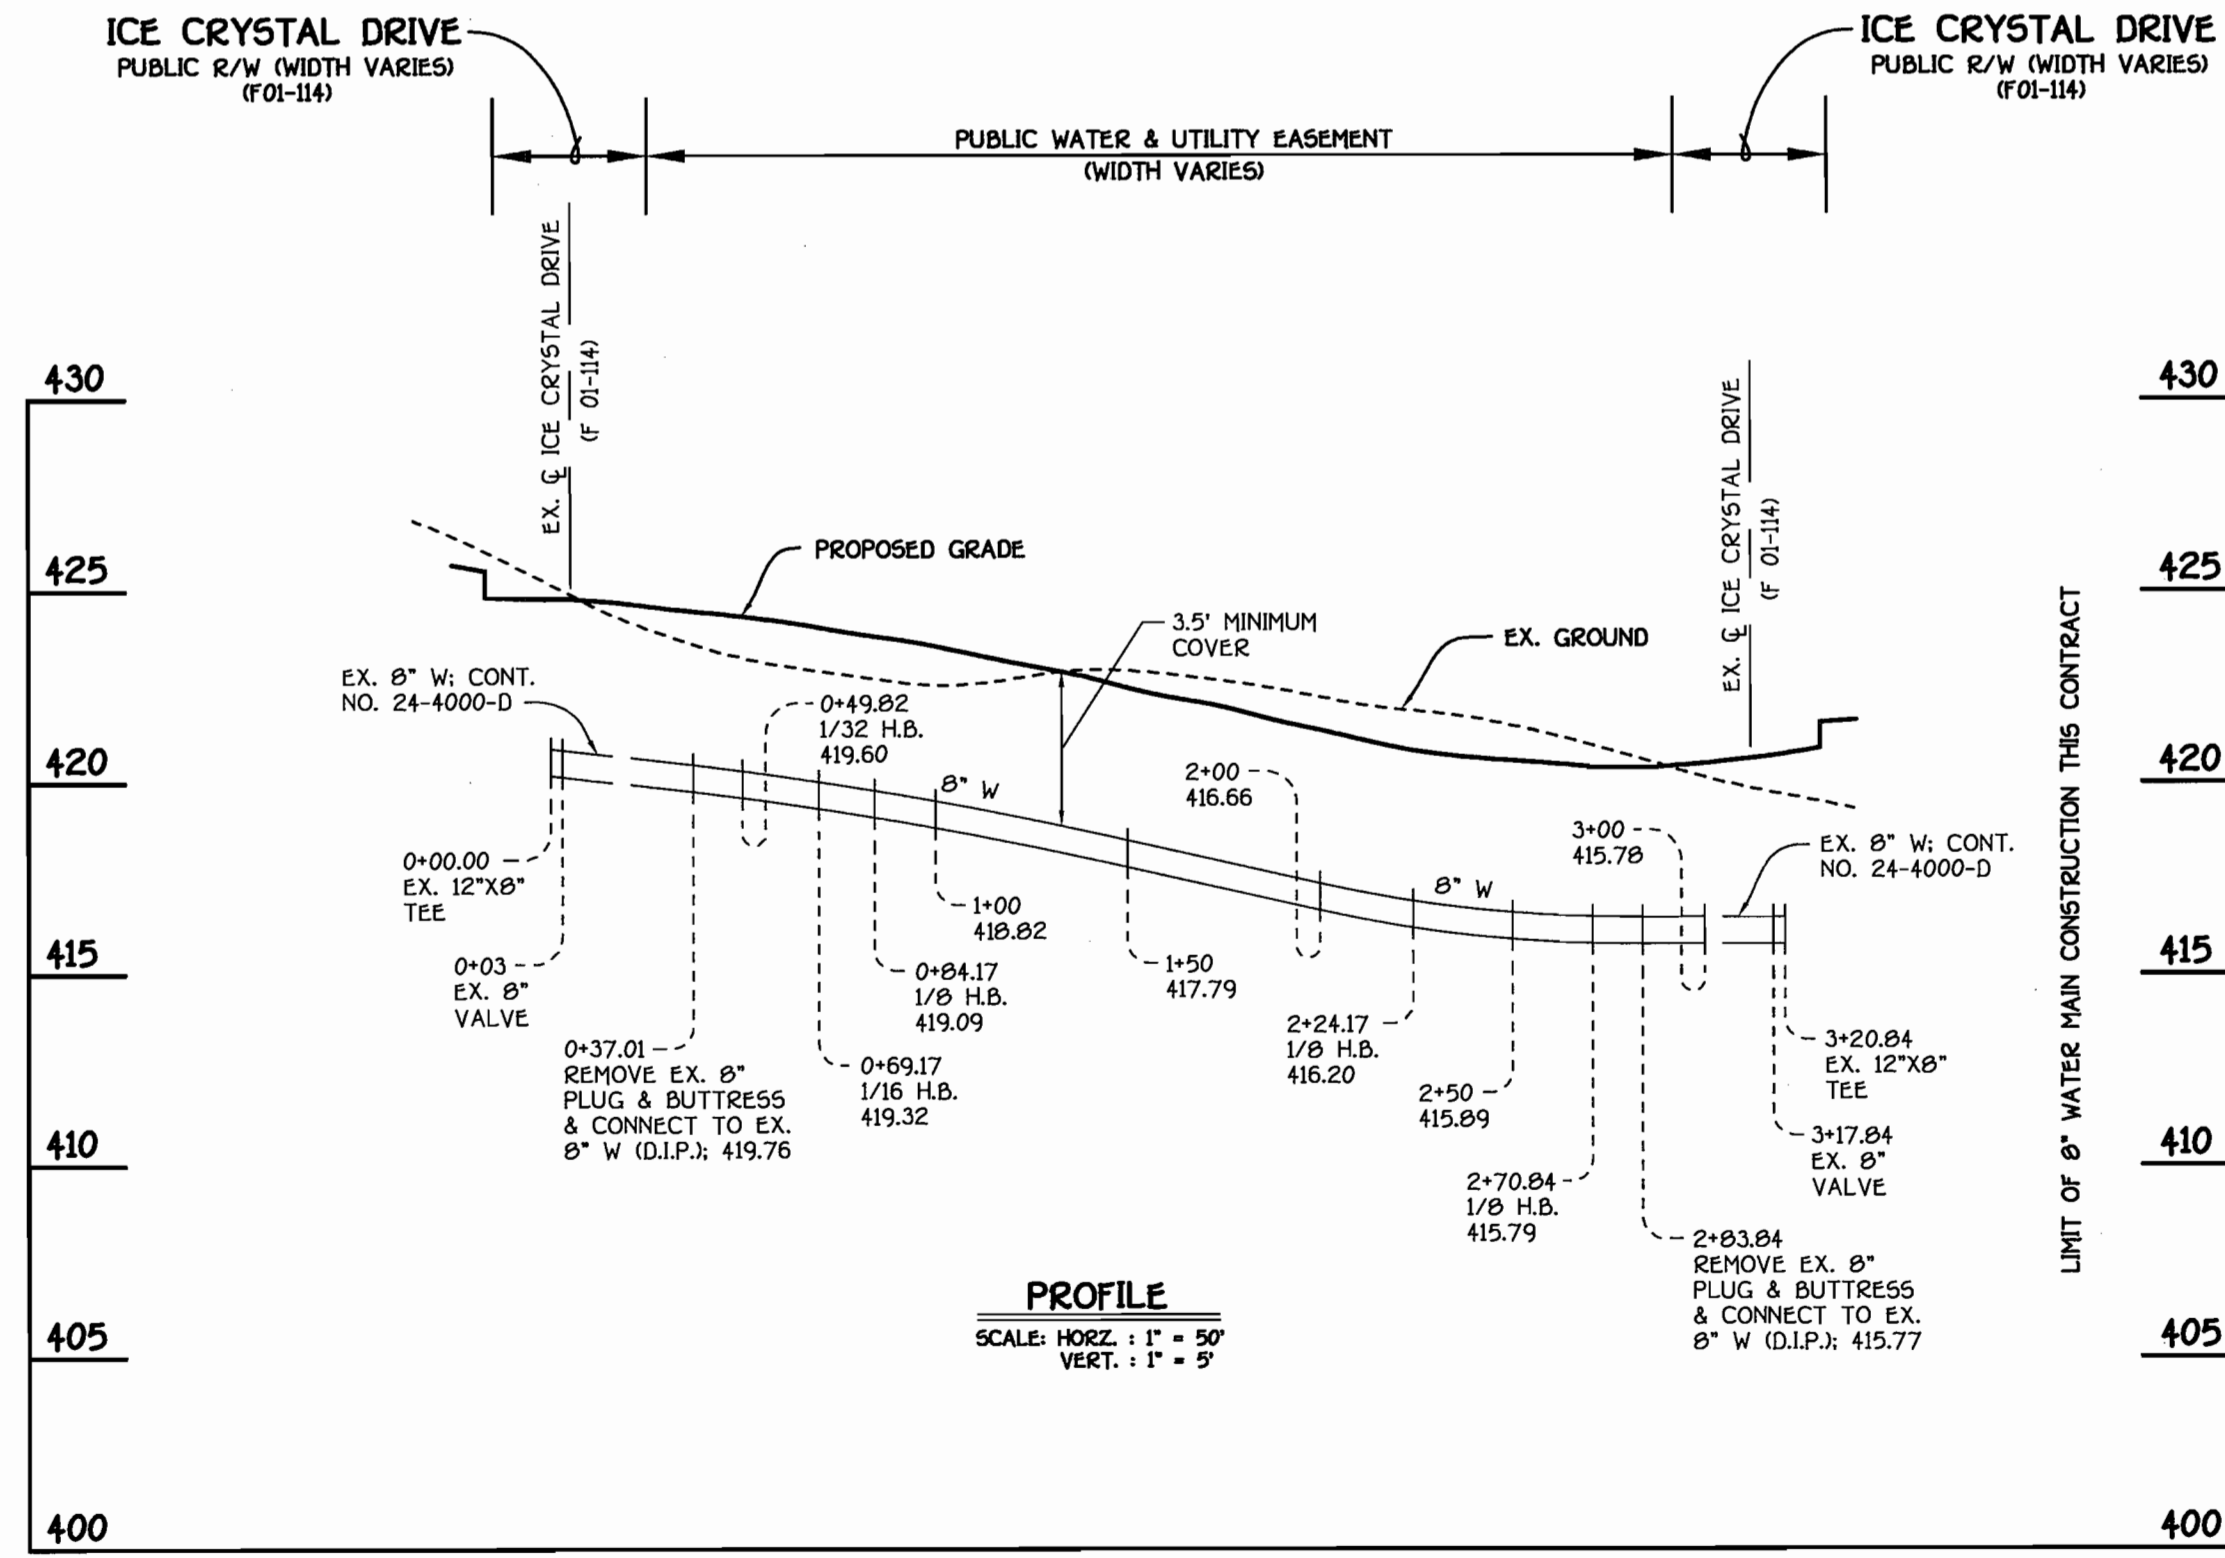 ICE CRYSTAL DRIVE
PUBLIC R/W (WIDTH VARIES)
(F01-114)
ICE CRYSTAL DRIVE
PUBLIC R/W (WIDTH VARIES)
(F01-114)
PUBLIC WATER & UTILITY EASEMENT
(WIDTH VARIES)
EX. ℄ ICE CRYSTAL DRIVE
(F 01-114)
EX. ℄ ICE CRYSTAL DRIVE
(F 01-114)
430
425
420
415
410
405
400
430
425
420
415
410
405
400
PROPOSED GRADE
3.5' MINIMUM
COVER
EX. GROUND
EX. 8" W; CONT.
NO. 24-4000-D
0+49.82
1/32 H.B.
419.60
8" W
2+00
416.66
3+00
415.78
EX. 8" W; CONT.
NO. 24-4000-D
0+00.00
EX. 12"X8"
TEE
0+03
EX. 8"
VALVE
1+00
418.82
8" W
0+84.17
1/8 H.B.
419.09
1+50
417.79
0+37.01
REMOVE EX. 8"
PLUG & BUTTRESS
& CONNECT TO EX.
8" W (D.I.P.); 419.76
0+69.17
1/16 H.B.
419.32
2+24.17
1/8 H.B.
416.20
2+50
415.89
2+70.84
1/8 H.B.
415.79
3+20.84
EX. 12"X8"
TEE
3+17.84
EX. 8"
VALVE
2+83.84
REMOVE EX. 8"
PLUG & BUTTRESS
& CONNECT TO EX.
8" W (D.I.P.); 415.77
LIMIT OF 8" WATER MAIN CONSTRUCTION THIS CONTRACT
PROFILE
SCALE: HORZ. : 1" = 50'
VERT. : 1" = 5'